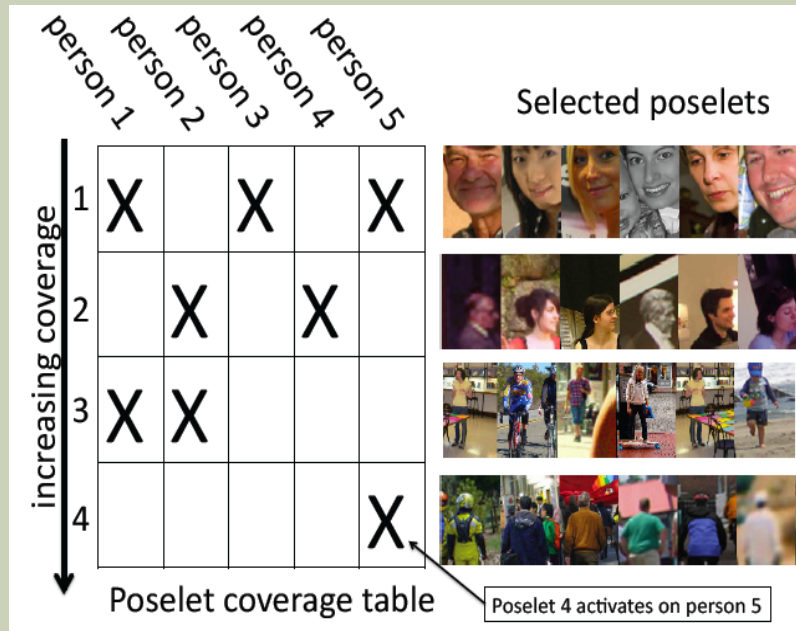 person 1
person 2
person 3
person 4
person 5
Selected poselets
increasing coverage
1
X X X
2
X X
3
X X
4
X
Poselet coverage table
Poselet 4 activates on person 5